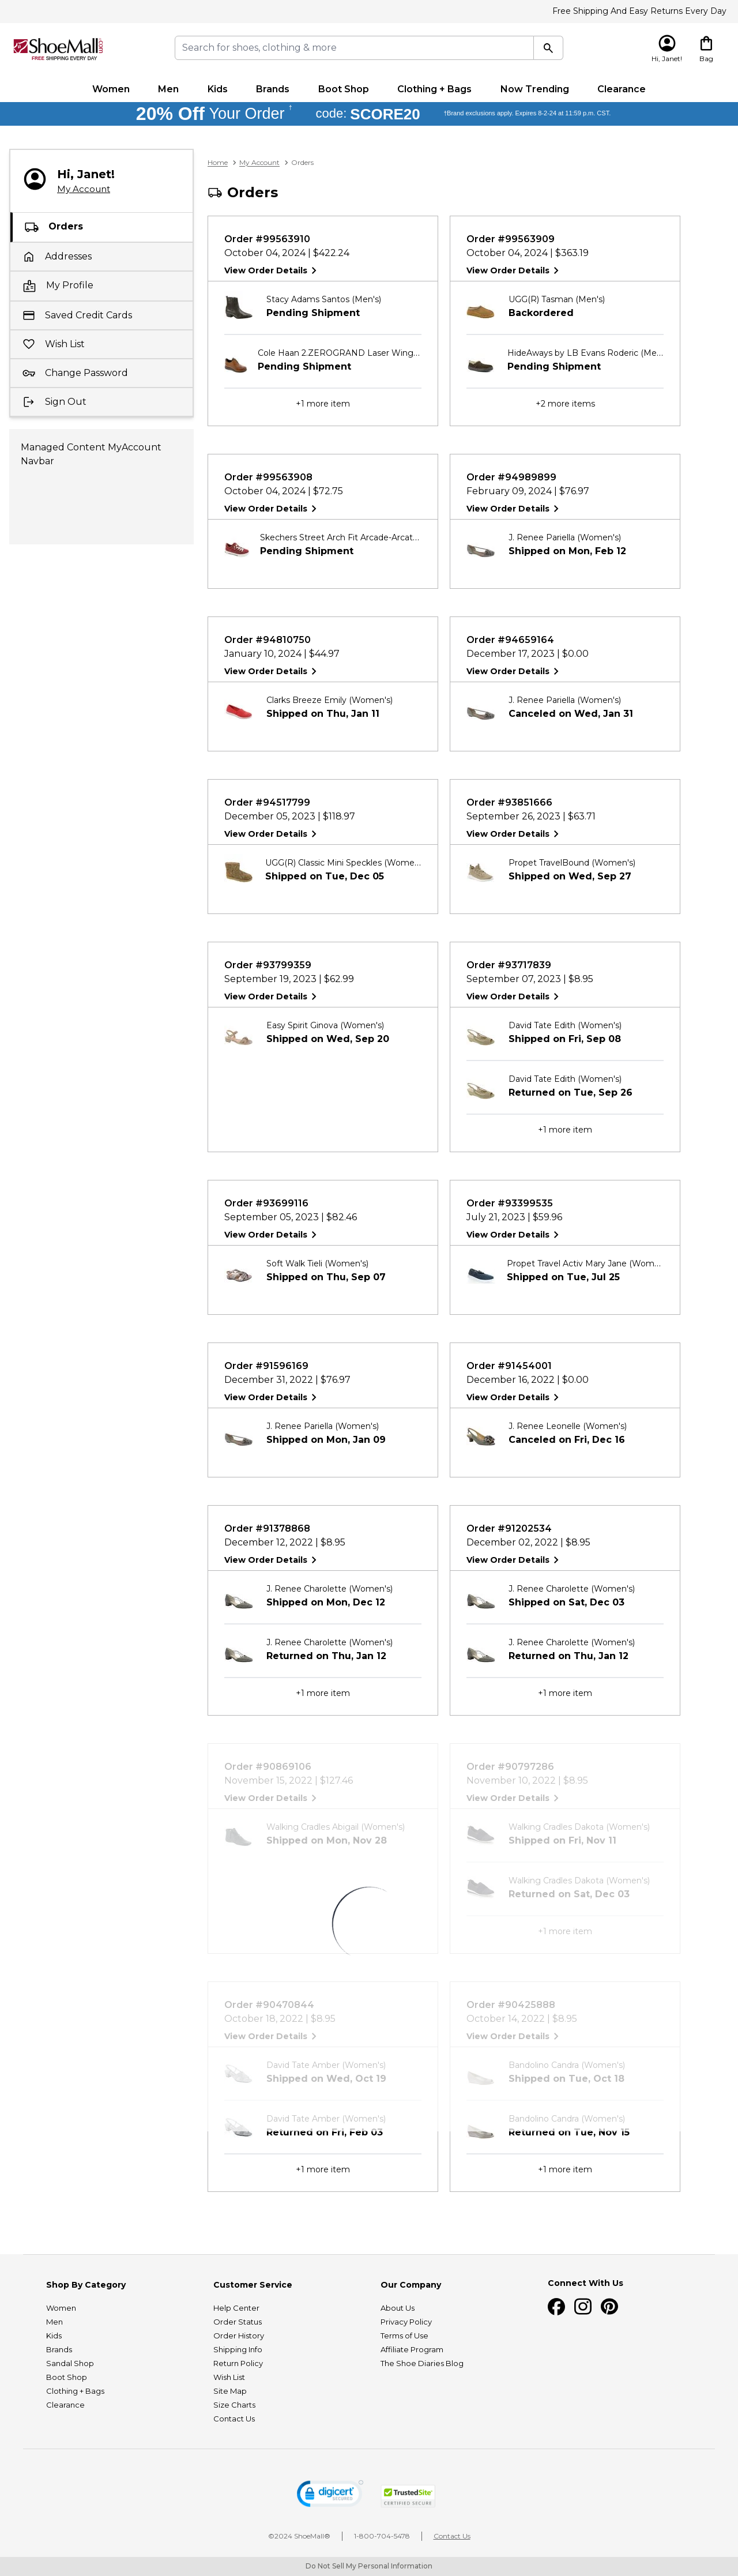 Free Shipping And Easy Returns Every Day
ShoeMall.com
FREE SHIPPING EVERY DAY
Search for shoes, clothing & more
Hi, Janet!
Bag
Women
Men
Kids
Brands
Boot Shop
Clothing + Bags
Now Trending
Clearance
20% Off Your Order † code: SCORE20 †Brand exclusions apply. Expires 8-2-24 at 11:59 p.m. CST.
Hi, Janet!
My Account
Orders
Addresses
My Profile
Saved Credit Cards
Wish List
Change Password
Sign Out
Managed Content MyAccount
Navbar
Home > My Account > Orders
Orders
Order #99563910
October 04, 2024 | $422.24
View Order Details
Stacy Adams Santos (Men's)
Pending Shipment
Cole Haan 2.ZEROGRAND Laser Wing...
Pending Shipment
+1 more item
Order #99563909
October 04, 2024 | $363.19
View Order Details
UGG(R) Tasman (Men's)
Backordered
HideAways by LB Evans Roderic (Me...
Pending Shipment
+2 more items
Order #99563908
October 04, 2024 | $72.75
View Order Details
Skechers Street Arch Fit Arcade-Arcat...
Pending Shipment
Order #94989899
February 09, 2024 | $76.97
View Order Details
J. Renee Pariella (Women's)
Shipped on Mon, Feb 12
Order #94810750
January 10, 2024 | $44.97
View Order Details
Clarks Breeze Emily (Women's)
Shipped on Thu, Jan 11
Order #94659164
December 17, 2023 | $0.00
View Order Details
J. Renee Pariella (Women's)
Canceled on Wed, Jan 31
Order #94517799
December 05, 2023 | $118.97
View Order Details
UGG(R) Classic Mini Speckles (Wome...
Shipped on Tue, Dec 05
Order #93851666
September 26, 2023 | $63.71
View Order Details
Propet TravelBound (Women's)
Shipped on Wed, Sep 27
Order #93799359
September 19, 2023 | $62.99
View Order Details
Easy Spirit Ginova (Women's)
Shipped on Wed, Sep 20
Order #93717839
September 07, 2023 | $8.95
View Order Details
David Tate Edith (Women's)
Shipped on Fri, Sep 08
David Tate Edith (Women's)
Returned on Tue, Sep 26
+1 more item
Order #93699116
September 05, 2023 | $82.46
View Order Details
Soft Walk Tieli (Women's)
Shipped on Thu, Sep 07
Order #93399535
July 21, 2023 | $59.96
View Order Details
Propet Travel Activ Mary Jane (Wom...
Shipped on Tue, Jul 25
Order #91596169
December 31, 2022 | $76.97
View Order Details
J. Renee Pariella (Women's)
Shipped on Mon, Jan 09
Order #91454001
December 16, 2022 | $0.00
View Order Details
J. Renee Leonelle (Women's)
Canceled on Fri, Dec 16
Order #91378868
December 12, 2022 | $8.95
View Order Details
J. Renee Charolette (Women's)
Shipped on Mon, Dec 12
J. Renee Charolette (Women's)
Returned on Thu, Jan 12
+1 more item
Order #91202534
December 02, 2022 | $8.95
View Order Details
J. Renee Charolette (Women's)
Shipped on Sat, Dec 03
J. Renee Charolette (Women's)
Returned on Thu, Jan 12
+1 more item
Order #90869106
November 15, 2022 | $127.46
View Order Details
Walking Cradles Abigail (Women's)
Shipped on Mon, Nov 28
Order #90797286
November 10, 2022 | $8.95
View Order Details
Walking Cradles Dakota (Women's)
Shipped on Fri, Nov 11
Walking Cradles Dakota (Women's)
Returned on Sat, Dec 03
+1 more item
Order #90470844
October 18, 2022 | $8.95
View Order Details
David Tate Amber (Women's)
Shipped on Wed, Oct 19
David Tate Amber (Women's)
Returned on Fri, Feb 03
+1 more item
Order #90425888
October 14, 2022 | $8.95
View Order Details
Bandolino Candra (Women's)
Shipped on Tue, Oct 18
Bandolino Candra (Women's)
Returned on Tue, Nov 15
+1 more item
Shop By Category
Women
Men
Kids
Brands
Sandal Shop
Boot Shop
Clothing + Bags
Clearance
Customer Service
Help Center
Order Status
Order History
Shipping Info
Return Policy
Wish List
Site Map
Size Charts
Contact Us
Our Company
About Us
Privacy Policy
Terms of Use
Affiliate Program
The Shoe Diaries Blog
Connect With Us
digicert
SECURED
TrustedSite
CERTIFIED SECURE
©2024 ShoeMall® | 1-800-704-5478 | Contact Us
Do Not Sell My Personal Information